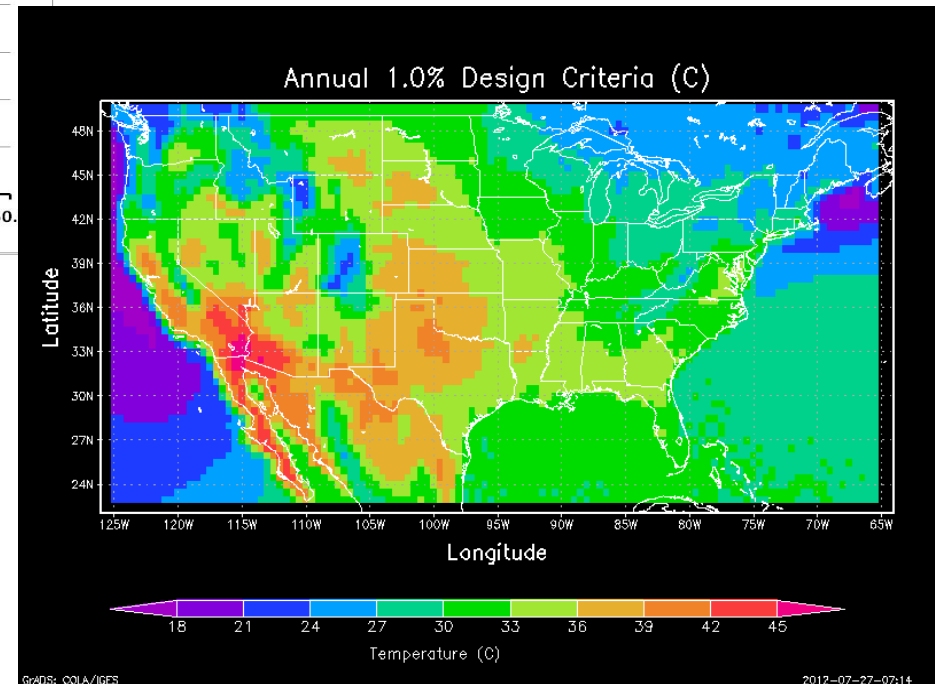 Annual 1.0% Design Criteria (C)
48N
45N
42N
39N
36N
33N
30N
27N
24N
Latitude
125W 120W 115W 110W 105W 100W 95W 90W 85W 80W 75W 70W 65W
Longitude
18 21 24 27 30 33 36 39 42 45
Temperature (C)
GrADS: COLA/IGES
2012-07-27-07:14